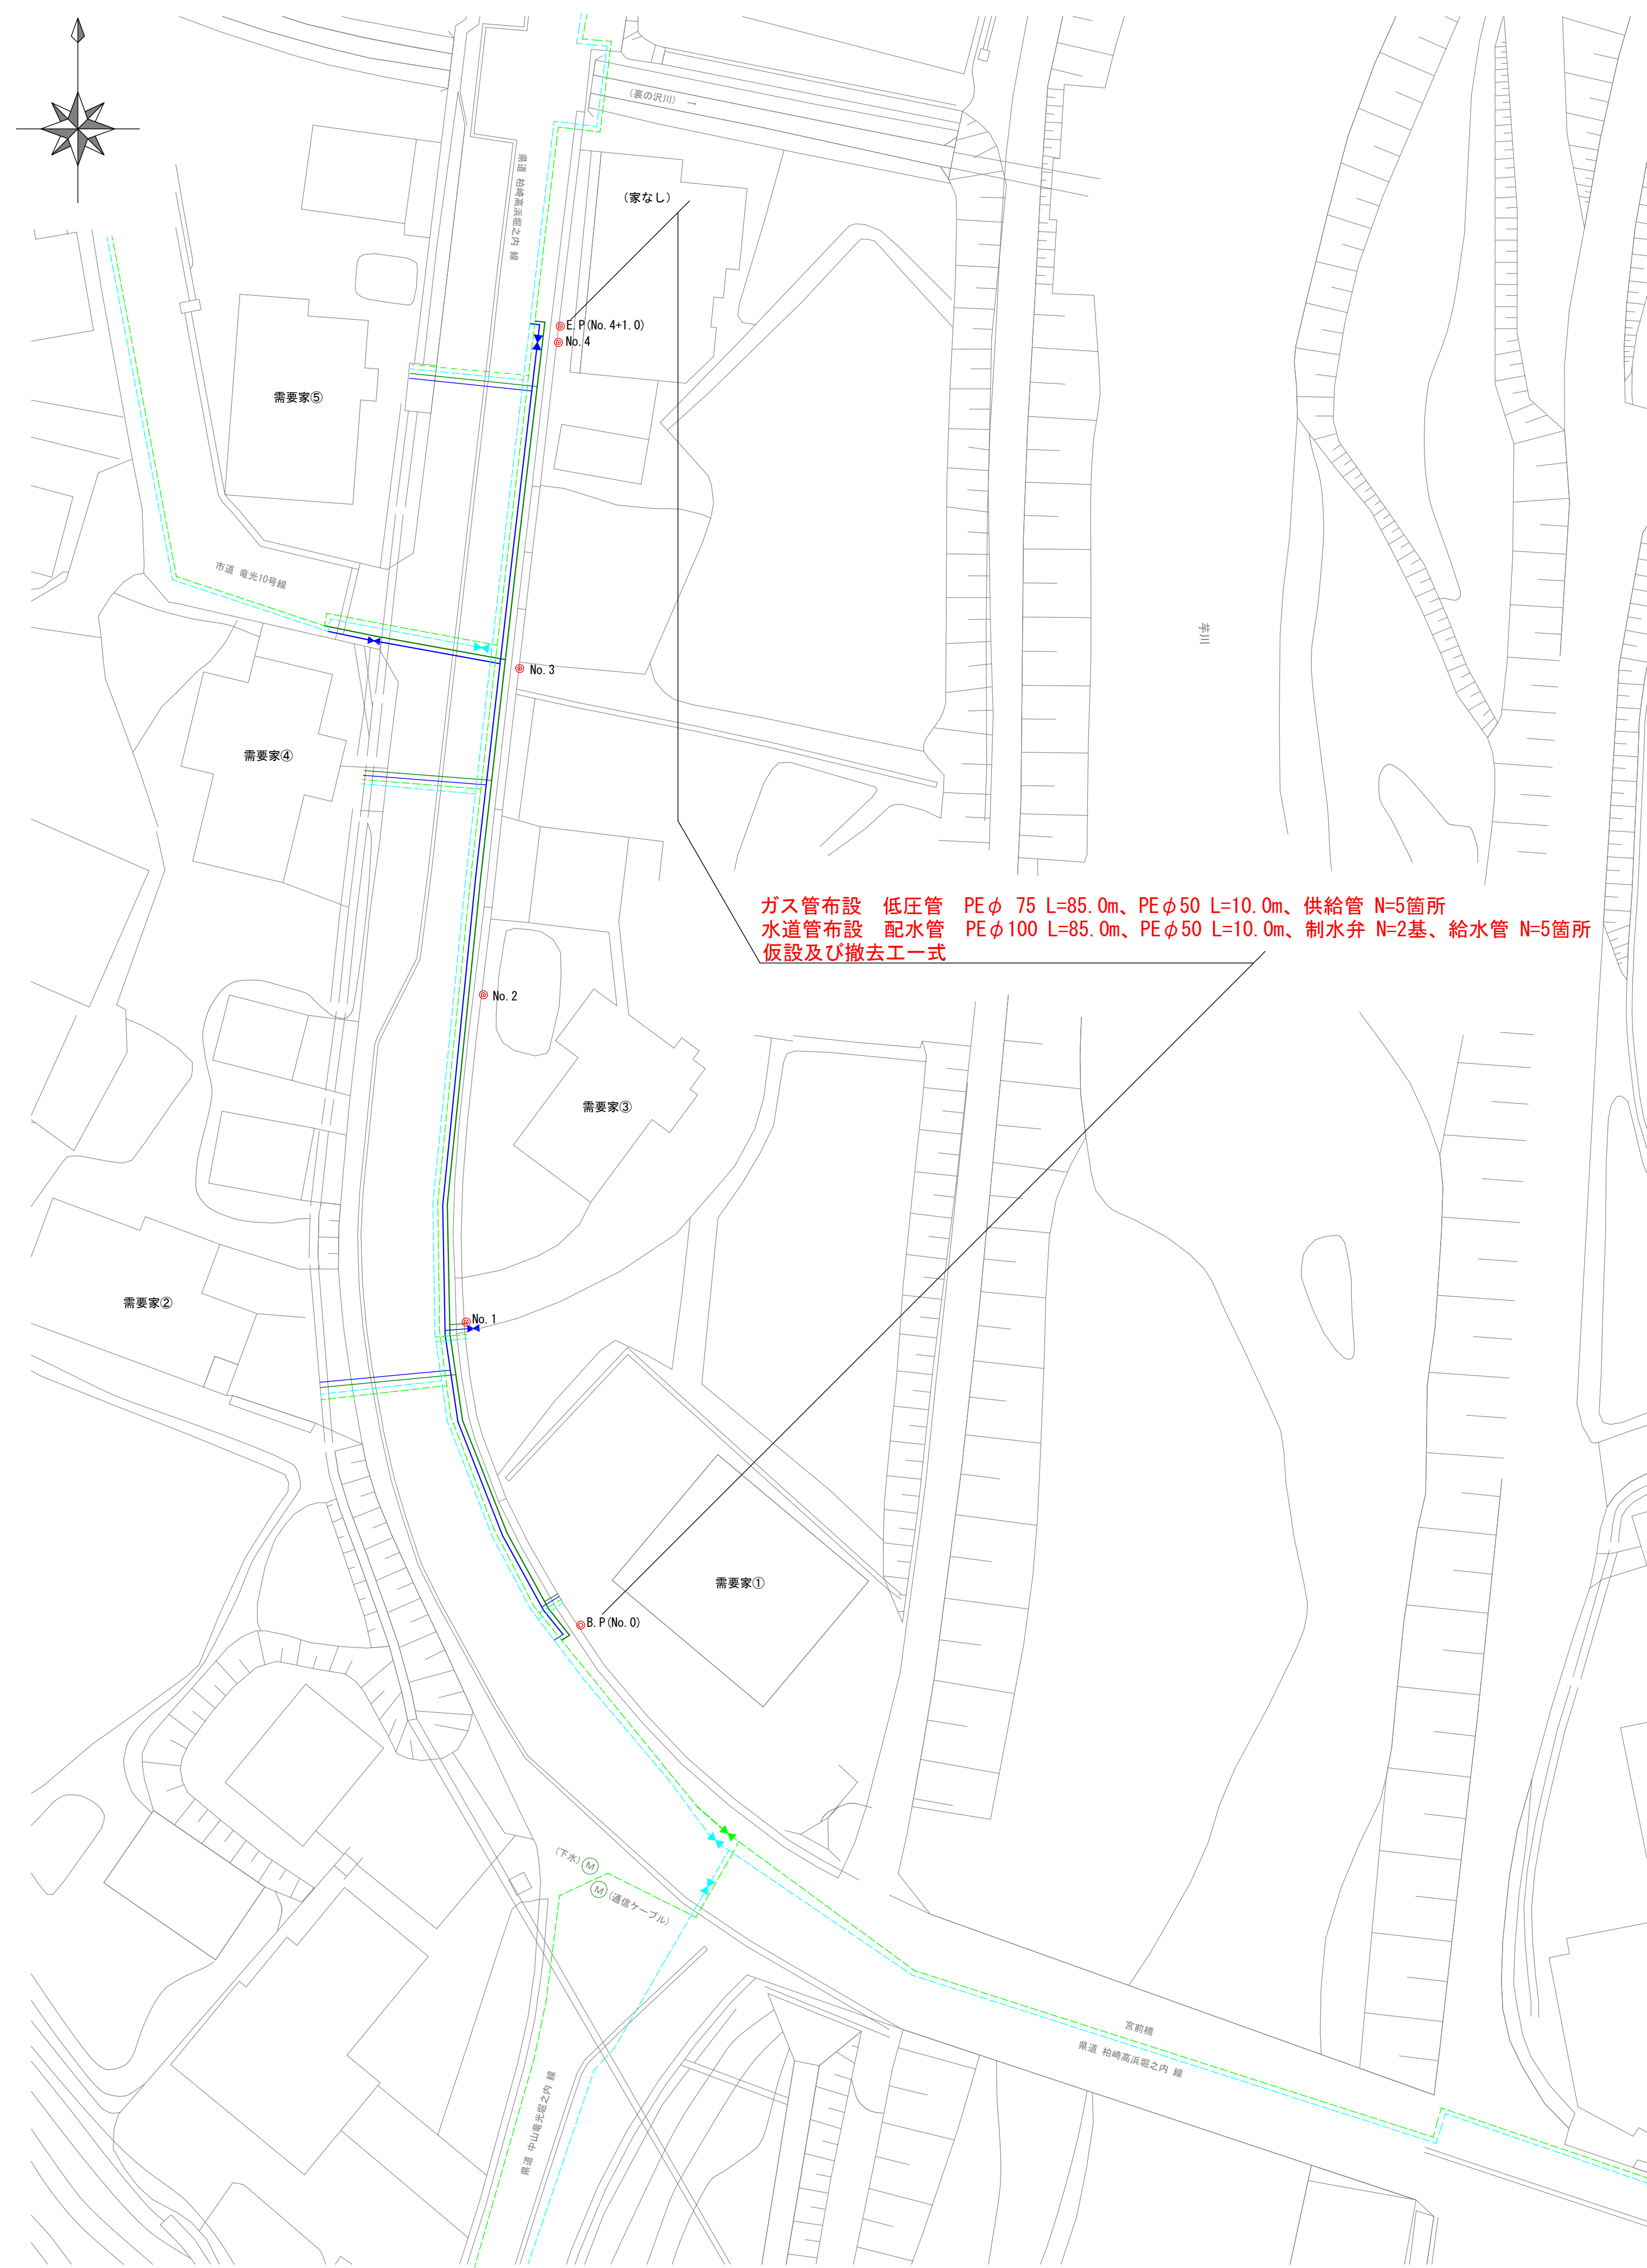 (裏の沢川) →
県道 柏崎高浜堀之内 線
(家なし)
E.P(No.4+1.0)
No.4
需要家⑤
市道 竜光10号線
No.3
芋川
需要家④
ガス管布設　低圧管　PEφ 75 L=85.0m、PEφ50 L=10.0m、供給管 N=5箇所
水道管布設　配水管　PEφ100 L=85.0m、PEφ50 L=10.0m、制水弁 N=2基、給水管 N=5箇所
仮設及び撤去工一式
No.2
需要家③
需要家②
No.1
需要家①
B.P(No.0)
(下水) M
M (通信ケーブル)
宮前橋
県道 柏崎高浜堀之内 線
県道 中山竜光堀之内 線